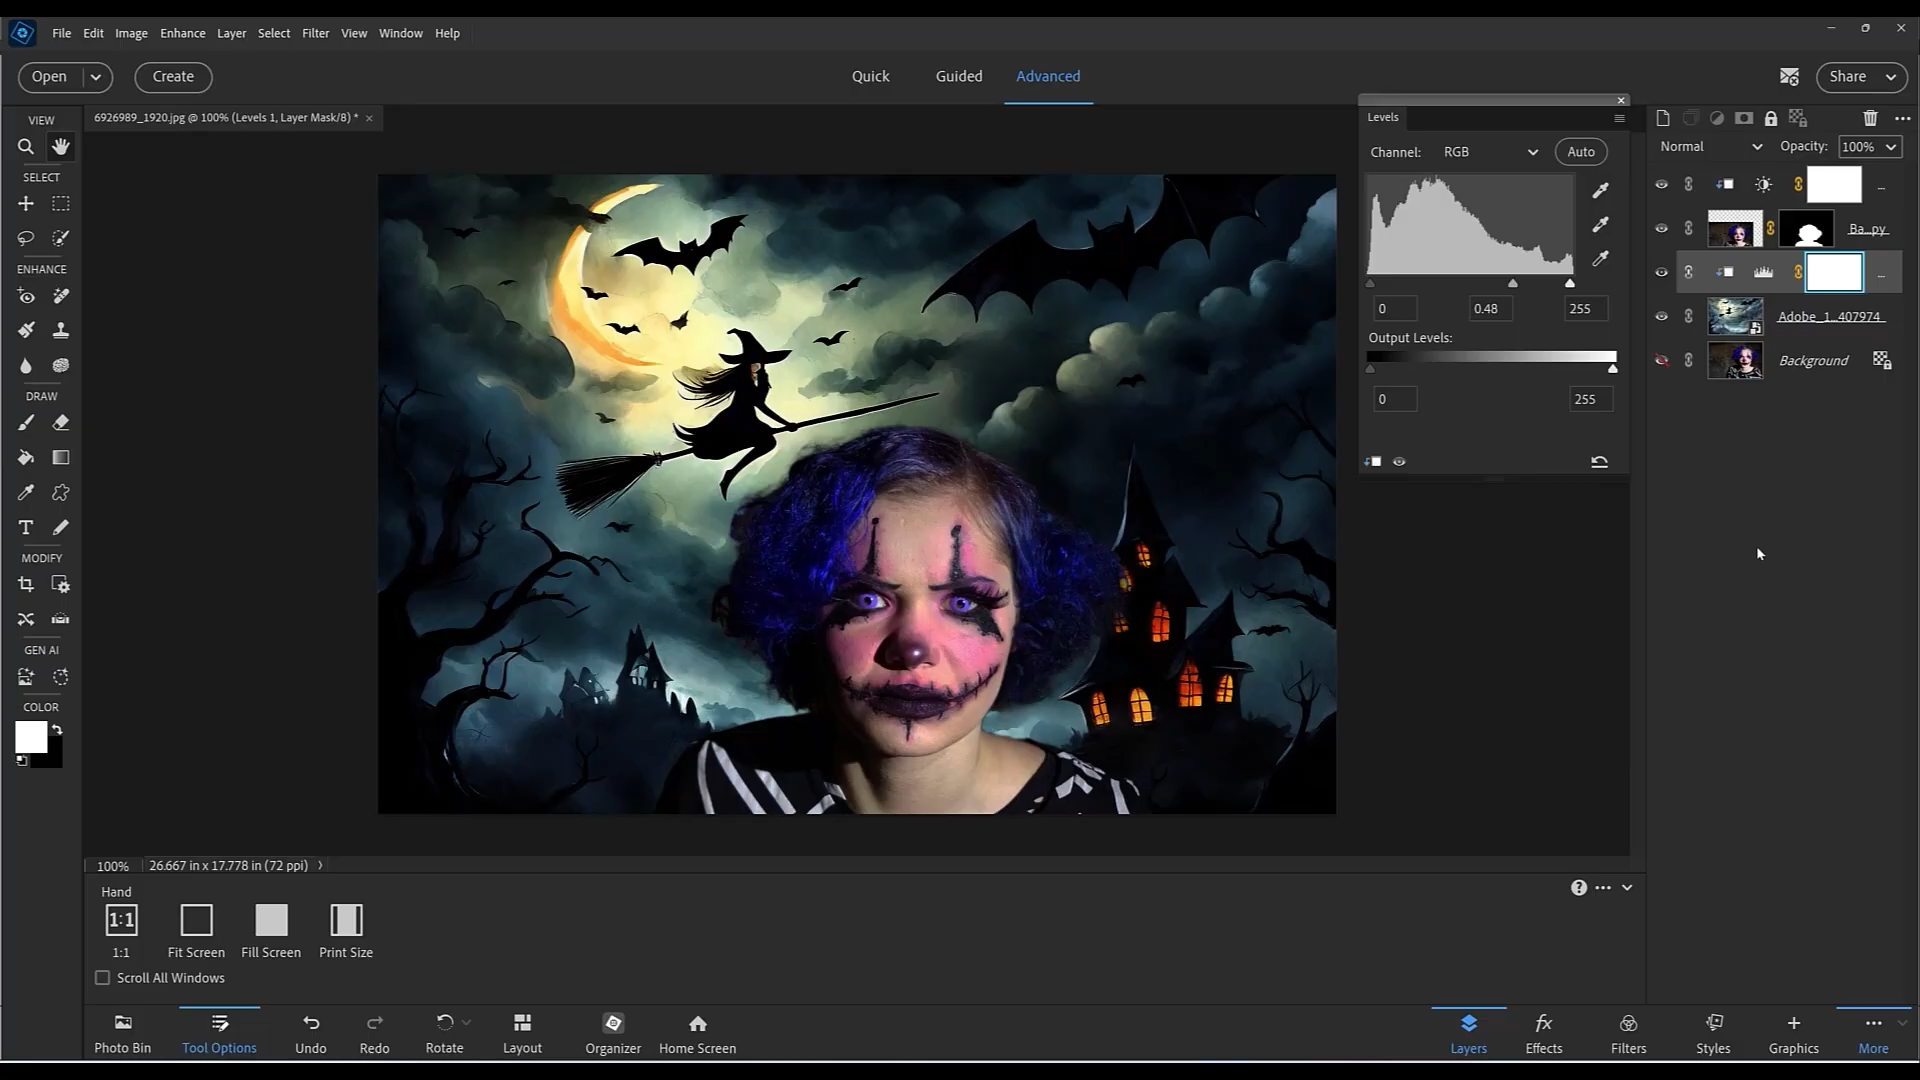 File Edit Image Enhance Layer Select Filter View Window Help
Open Create Quick Guided Advanced Share
VIEW
6926989_1920.jpg @ 100% (Levels 1, Layer Mask/8) *
Levels
Normal Opacity: 100%
Channel: RGB Auto
SELECT
...
Ba...py
ENHANCE
...
0 0.48 255
Adobe_1...407974
Output Levels:
Background
DRAW
0 255
MODIFY
GEN AI
COLOR
100% 26.667 in x 17.778 in (72 ppi)
Hand
1:1
1:1 Fit Screen Fill Screen Print Size
Scroll All Windows
Photo Bin Tool Options Undo Redo Rotate Layout Organizer Home Screen Layers Effects Filters Styles Graphics More